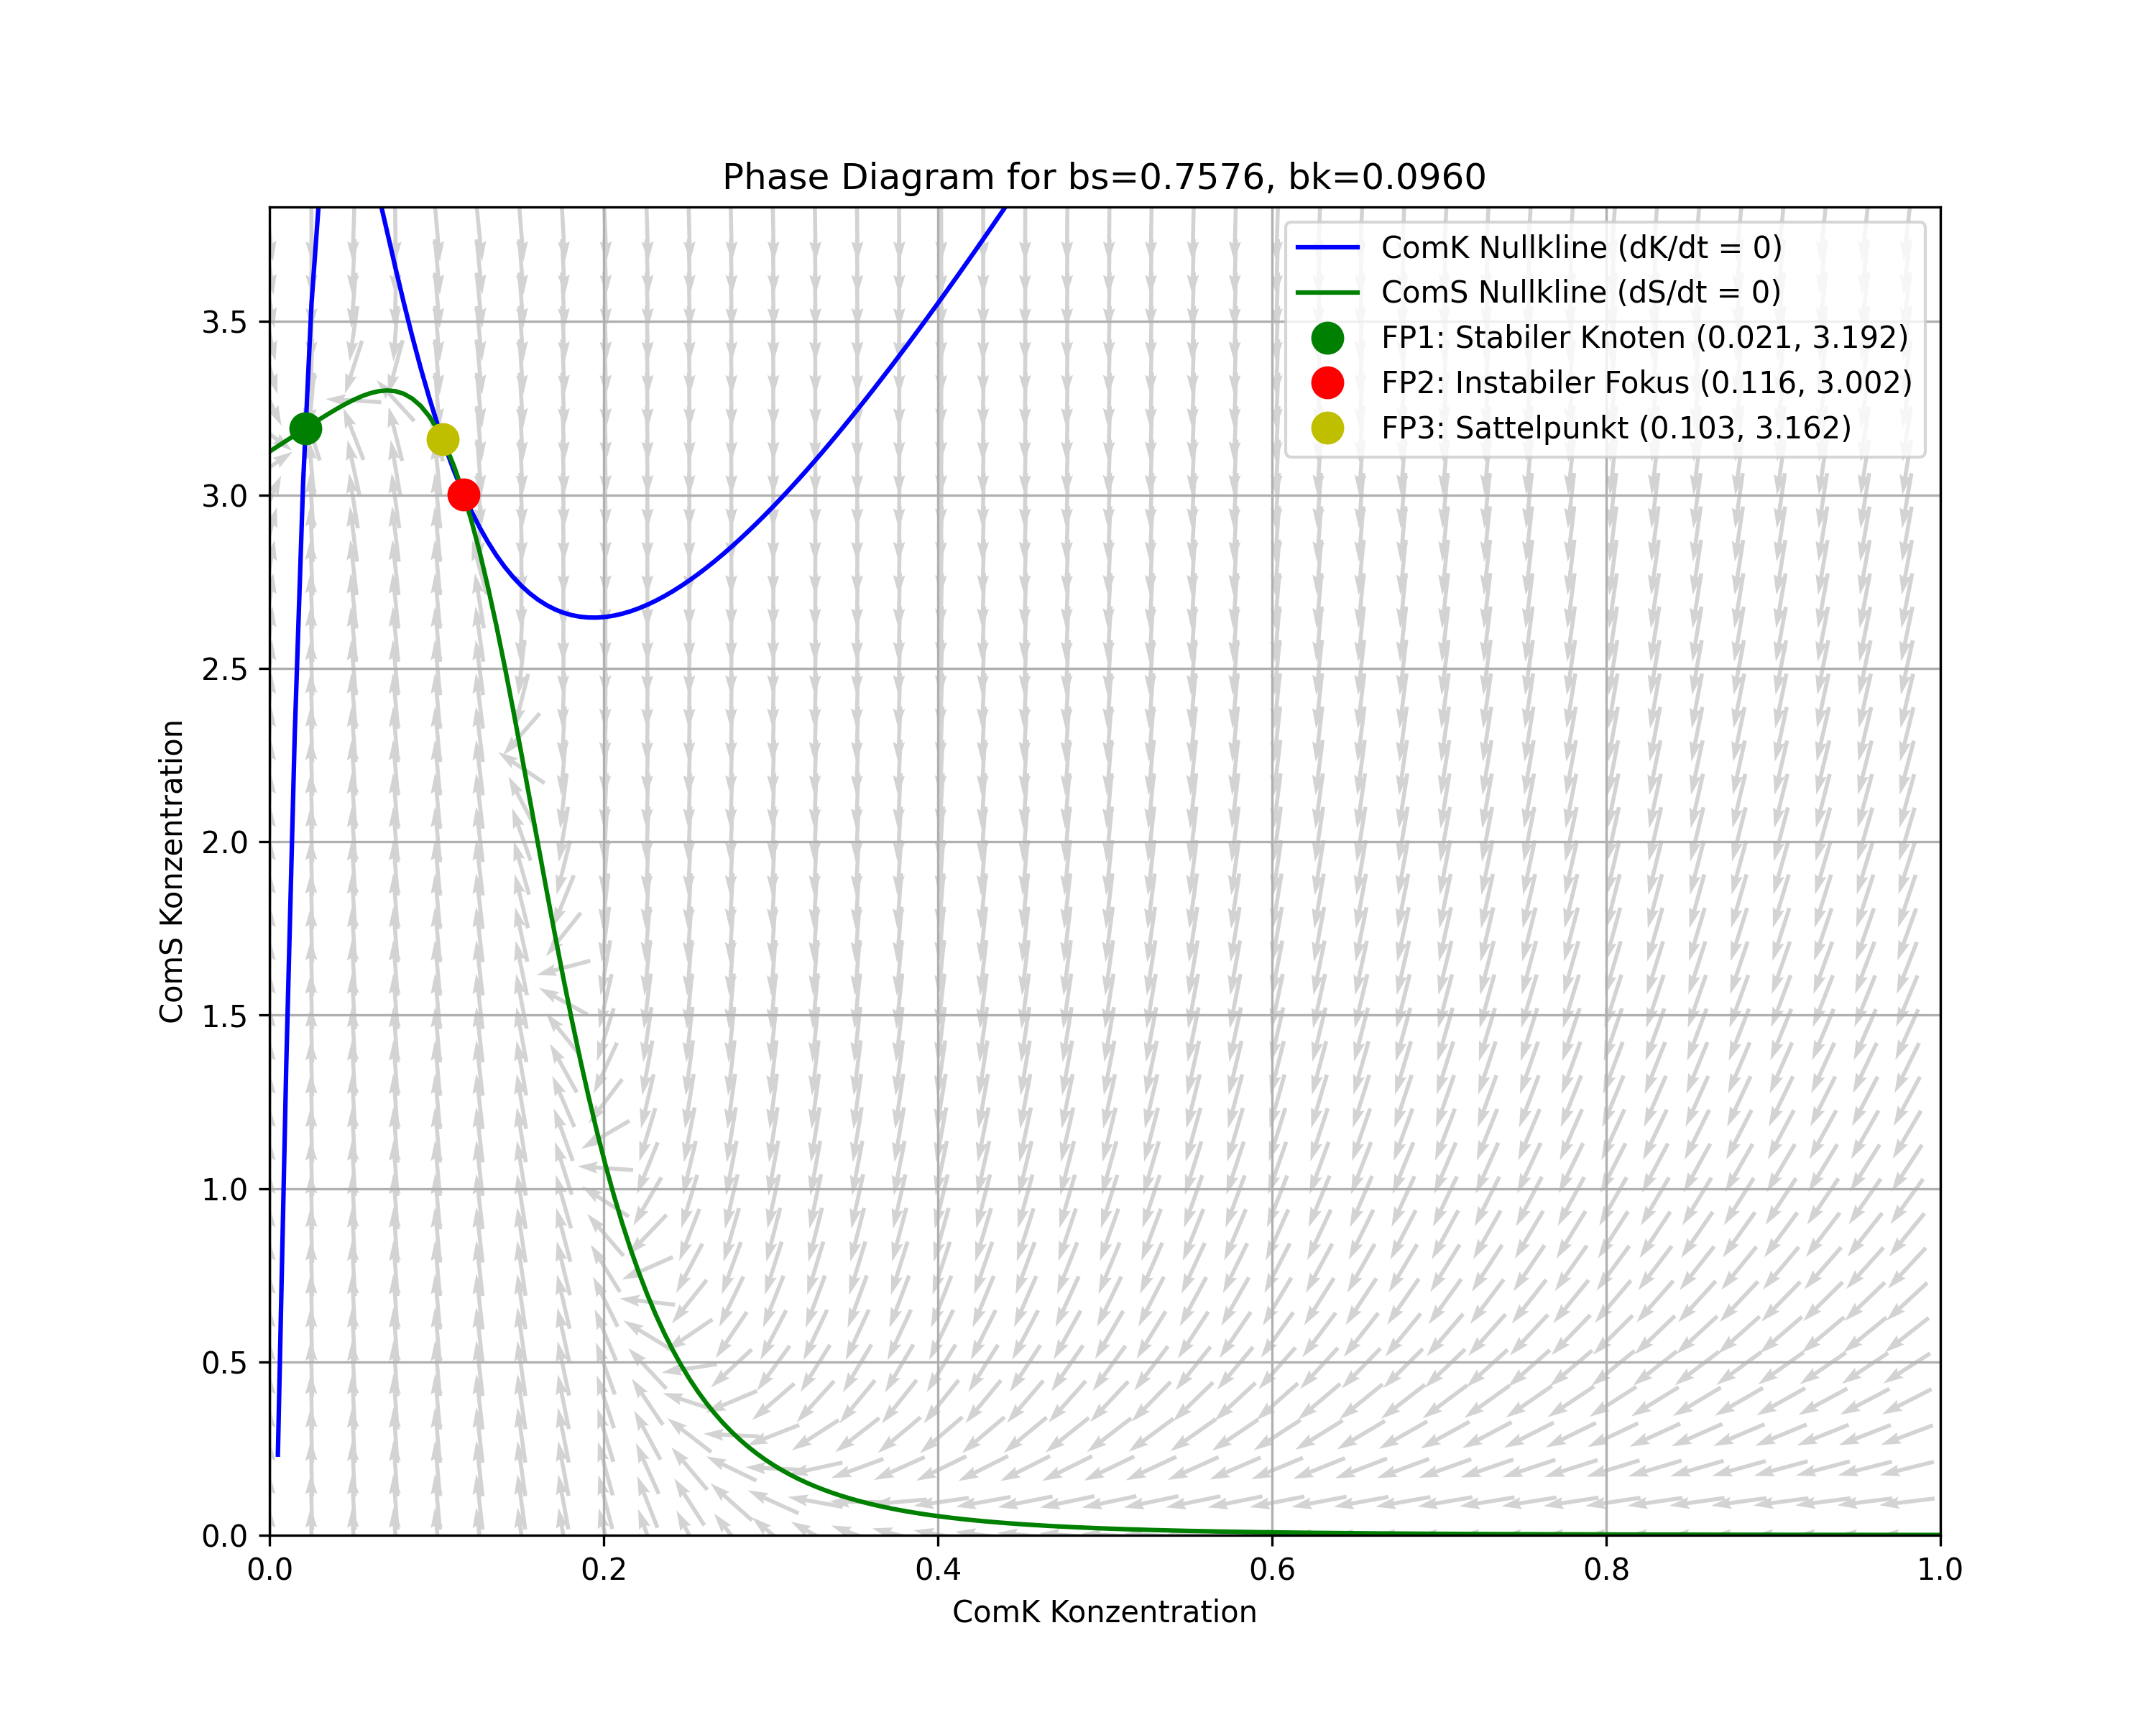 Phase Diagram for bs=0.7576, bk=0.0960
ComK Nullkline (dK/dt = 0)
ComS Nullkline (dS/dt = 0)
FP1: Stabiler Knoten (0.021, 3.192)
FP2: Instabiler Fokus (0.116, 3.002)
FP3: Sattelpunkt (0.103, 3.162)
ComS Konzentration
3.5
3.0
2.5
2.0
1.5
1.0
0.5
0.0
0.0 0.2 0.4 0.6 0.8 1.0
ComK Konzentration